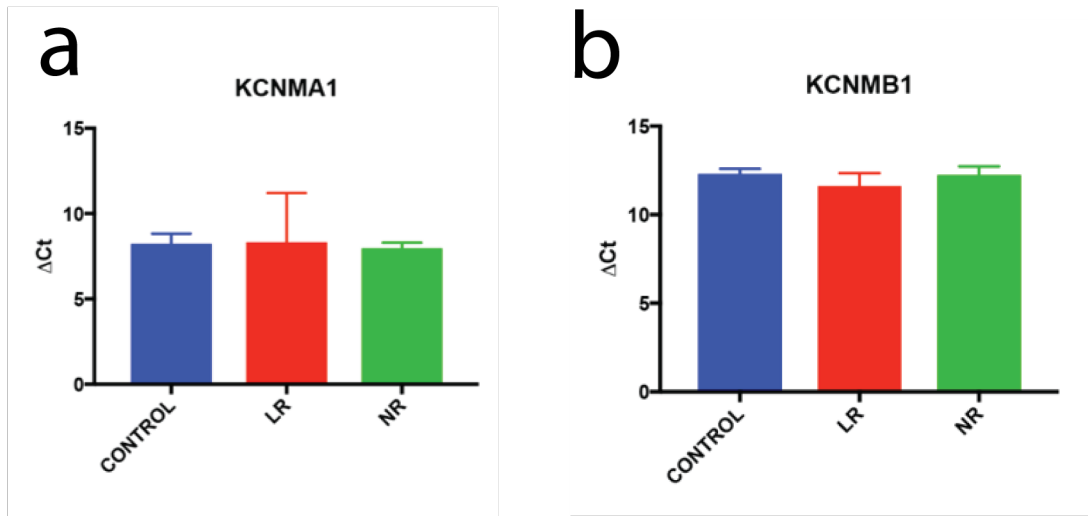 a
KCNMA1
15
10
5
0
ΔCt
CONTROL
LR
NR
b
KCNMB1
15
10
5
0
ΔCt
CONTROL
LR
NR